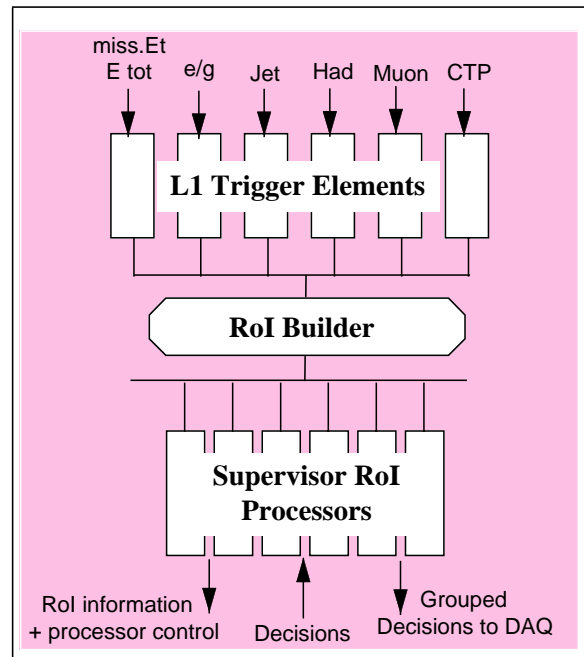 miss.Et
E tot
e/g
Jet
Had
Muon
CTP
L1 Trigger Elements
RoI Builder
Supervisor RoI
Processors
RoI information
+ processor control
Decisions
Grouped
Decisions to DAQ